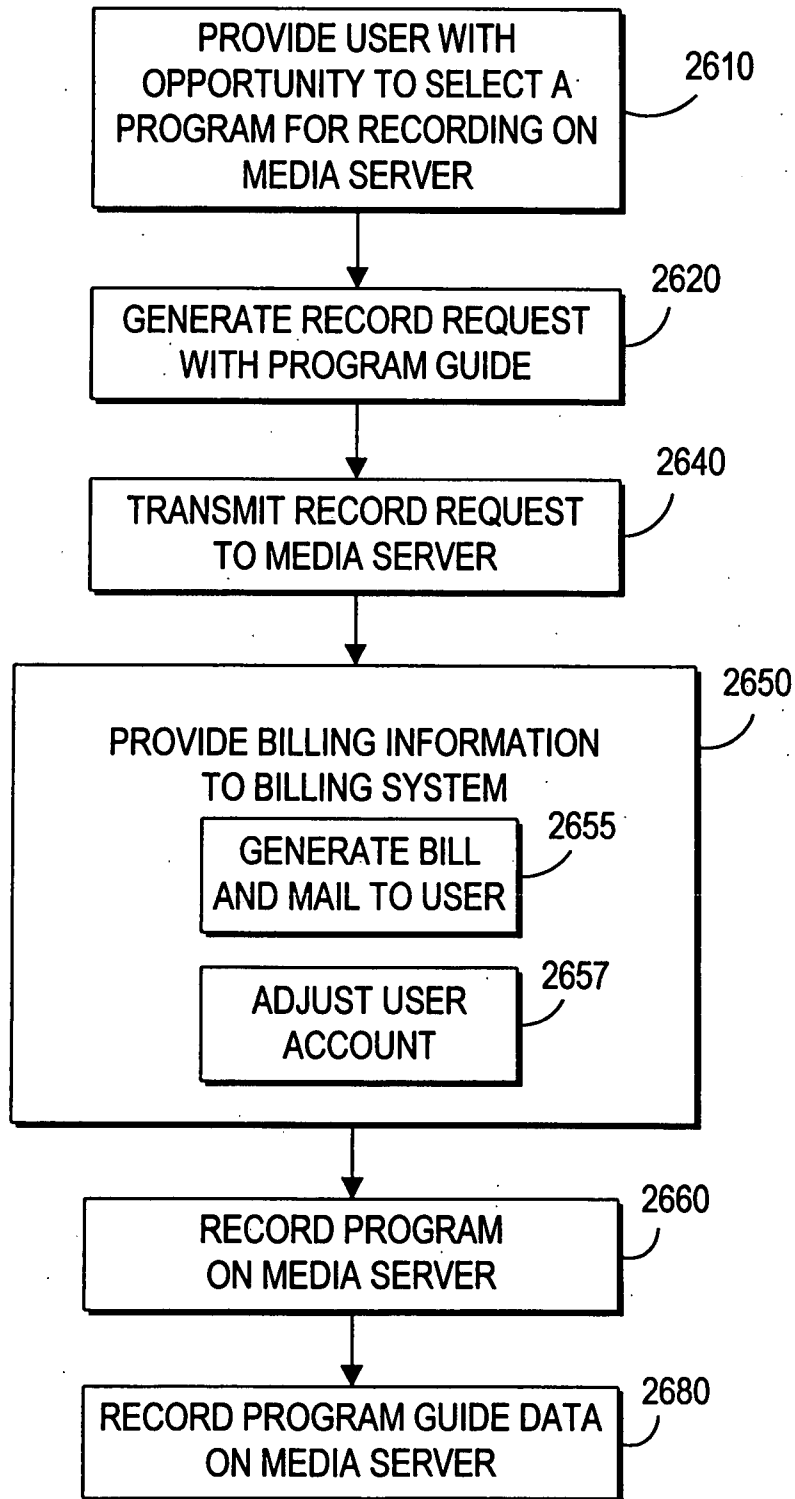 PROVIDE USER WITH
OPPORTUNITY TO SELECT A
PROGRAM FOR RECORDING ON
MEDIA SERVER
2610
GENERATE RECORD REQUEST
WITH PROGRAM GUIDE
2620
TRANSMIT RECORD REQUEST
TO MEDIA SERVER
2640
PROVIDE BILLING INFORMATION
TO BILLING SYSTEM
2650
GENERATE BILL
AND MAIL TO USER
2655
ADJUST USER
ACCOUNT
2657
RECORD PROGRAM
ON MEDIA SERVER
2660
RECORD PROGRAM GUIDE DATA
ON MEDIA SERVER
2680